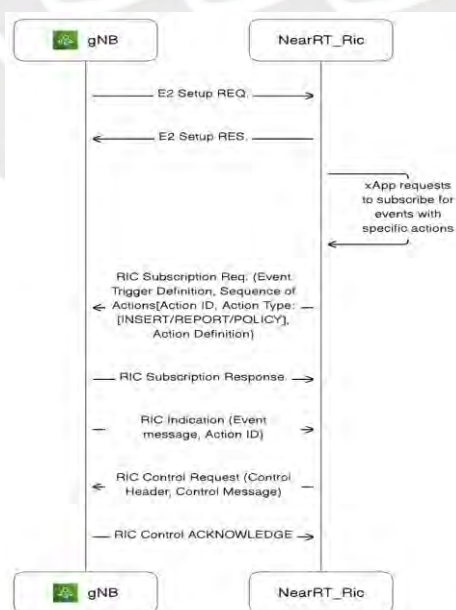 gNB
NearRT_Ric
E2 Setup REQ.
E2 Setup RES.
xApp requests
to subscribe for
events with
specific actions
RIC Subscription Req. (Event
Trigger Definition, Sequence of
Actions[Action ID, Action Type:
[INSERT/REPORT/POLICY],
Action Definition)
RIC Subscription Response.
RIC Indication (Event
message, Action ID)
RIC Control Request (Control
Header, Control Message)
RIC Control ACKNOWLEDGE
gNB
NearRT_Ric